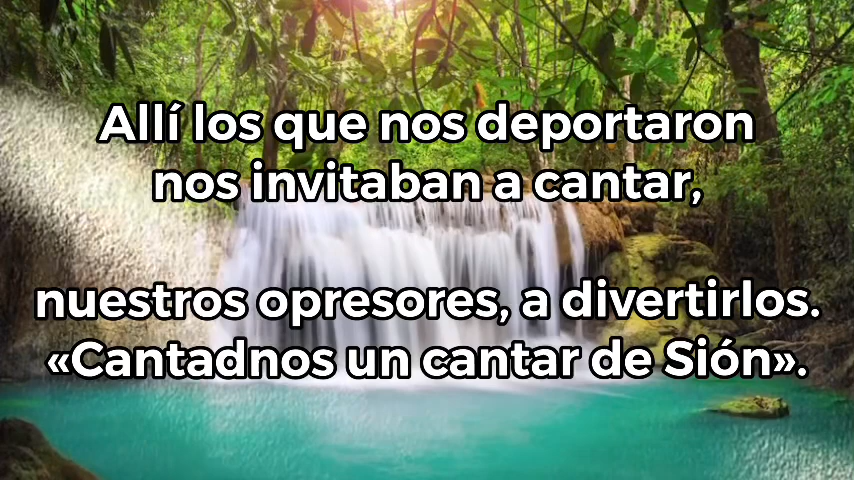 Allí los que nos deportaron
nos invitaban a cantar,
nuestros opresores, a divertirlos.
«Cantadnos un cantar de Sión».